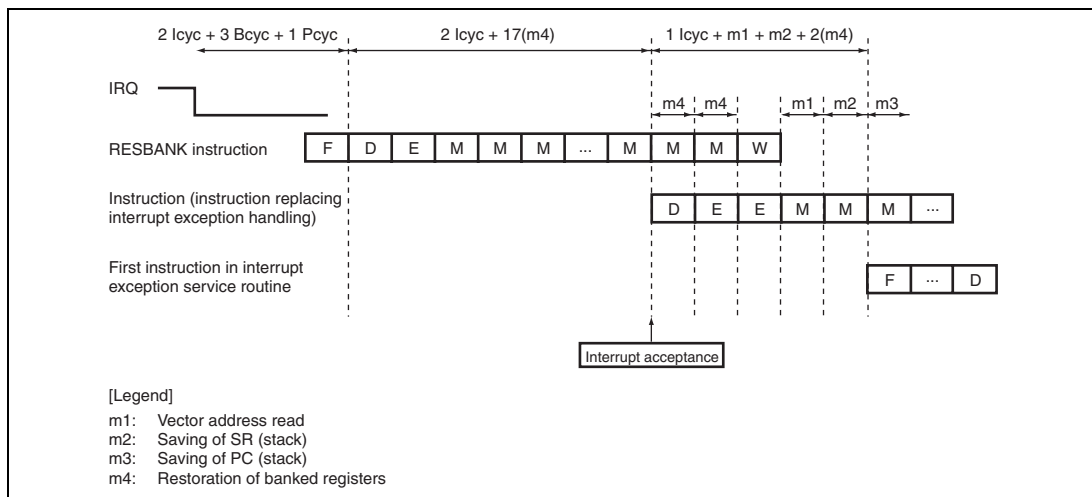 2 Icyc + 3 Bcyc + 1 Pcyc 2 Icyc + 17(m4) 1 Icyc + m1 + m2 + 2(m4)
IRQ
m4 m4 m1 m2 m3
RESBANK instruction F D E M M M ... M M M W
Instruction (instruction replacing
interrupt exception handling) D E E M M M ...
First instruction in interrupt
exception service routine F ... D
Interrupt acceptance
[Legend]
m1: Vector address read
m2: Saving of SR (stack)
m3: Saving of PC (stack)
m4: Restoration of banked registers